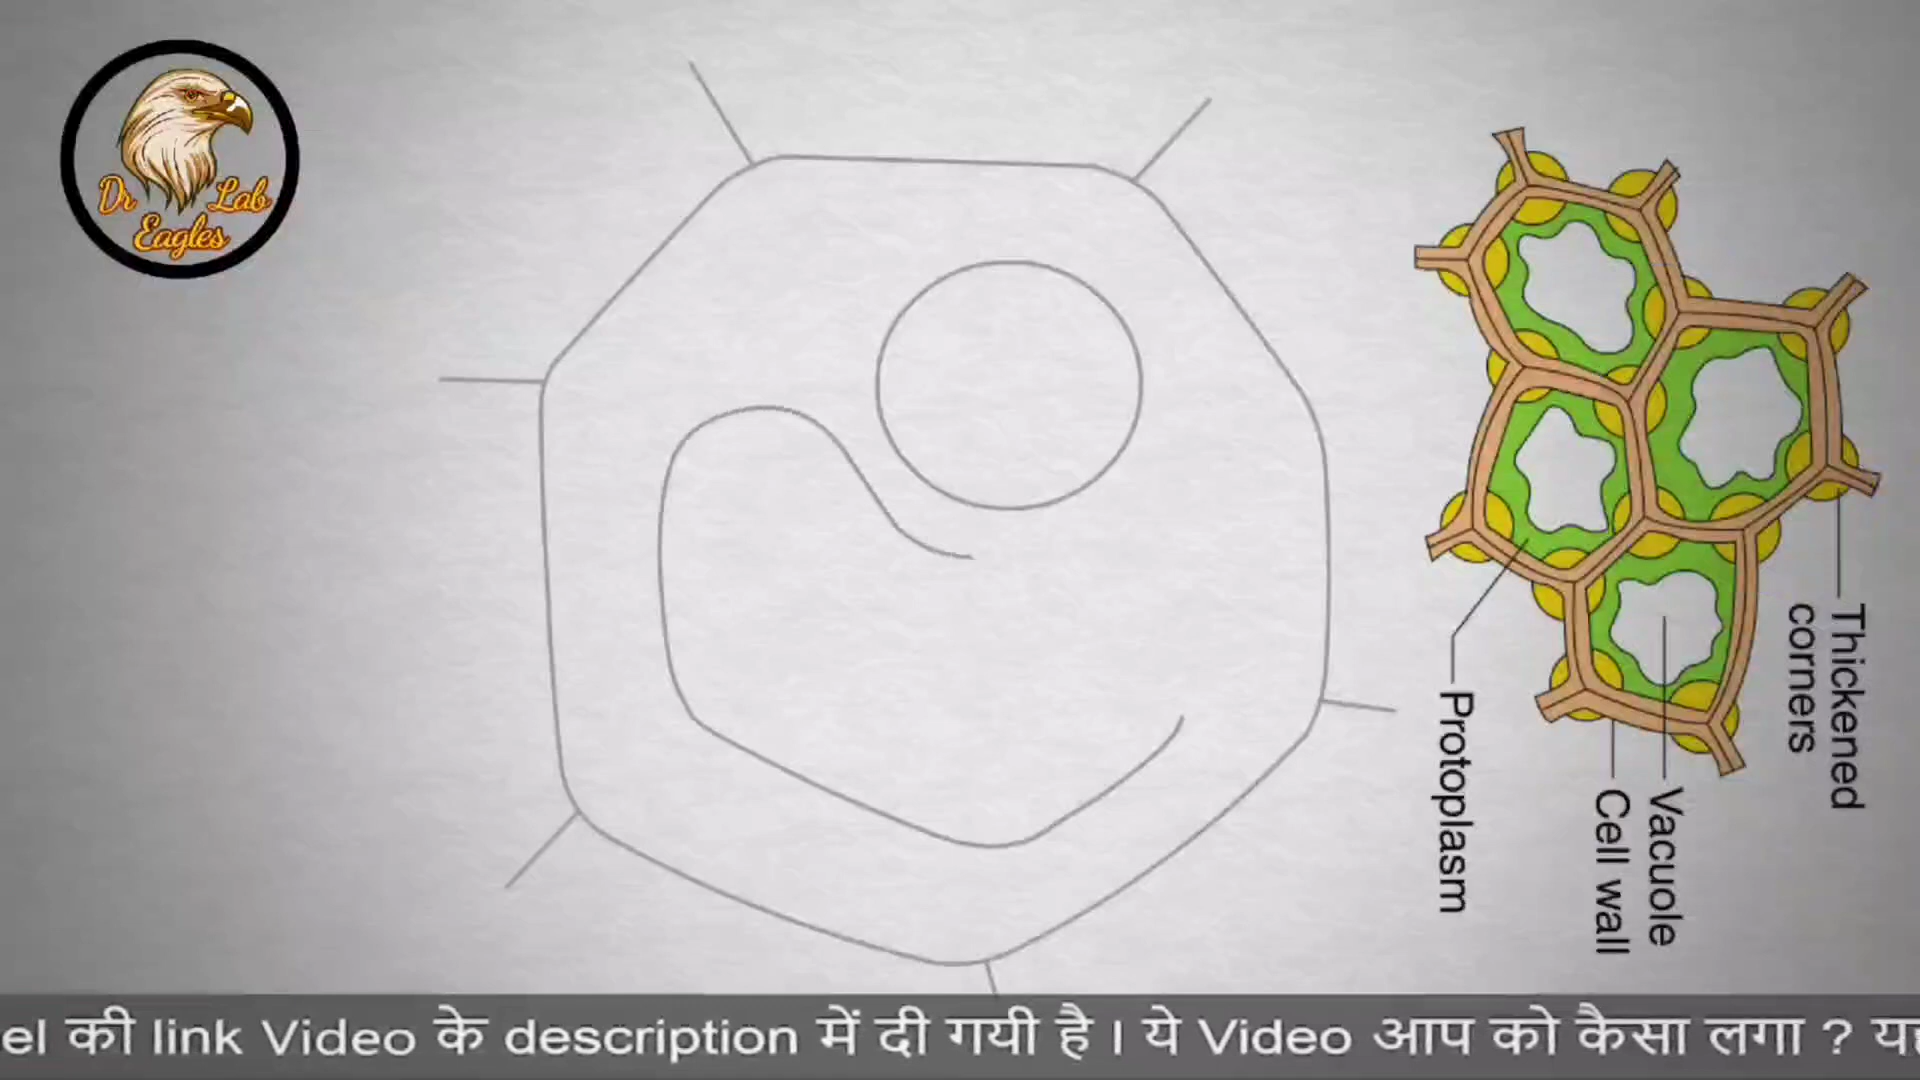 Dr Lab
Eagles
Thickened
corners
Vacuole
Cell wall
Protoplasm
el की link Video के description में दी गयी है । ये Video आप को कैसा लगा ?